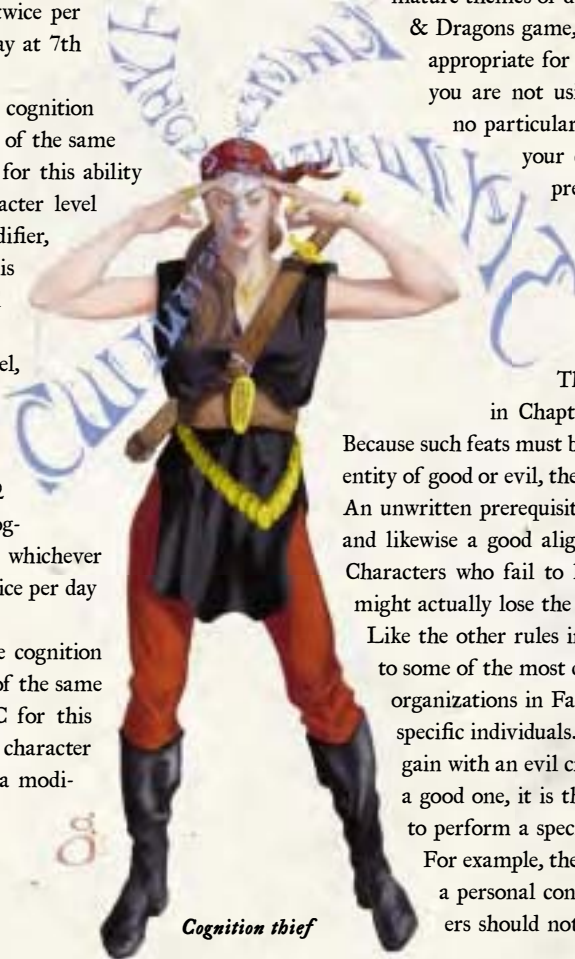 twice per
ay at 7th
cognition
of the same
for this ability
acter level
difier,
is
el,
og-
whichever
ice per day
e cognition
of the same
C for this
character
a modi-
Cognition thief
& Dragons game,
appropriate for
you are not usi
no particular
your
pre
Th
in Chapt
Because such feats must b
entity of good or evil, the
An unwritten prerequisit
and likewise a good alig
Characters who fail to
might actually lose the
Like the other rules i
to some of the most
organizations in Fa
specific individuals.
gain with an evil c
a good one, it is th
to perform a spec
For example, the
a personal con
ers should not